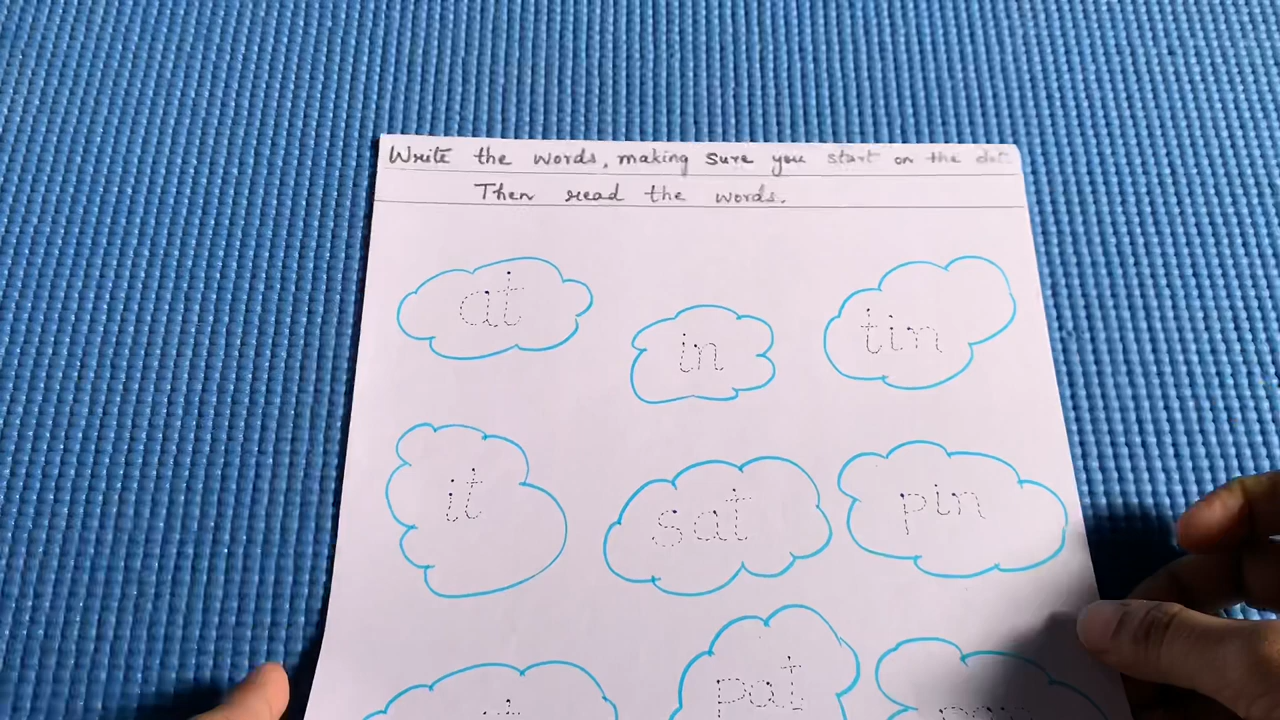 Write the words, making sure you start on the dot
Then read the words.
at
in
tin
it
sat
pin
pat